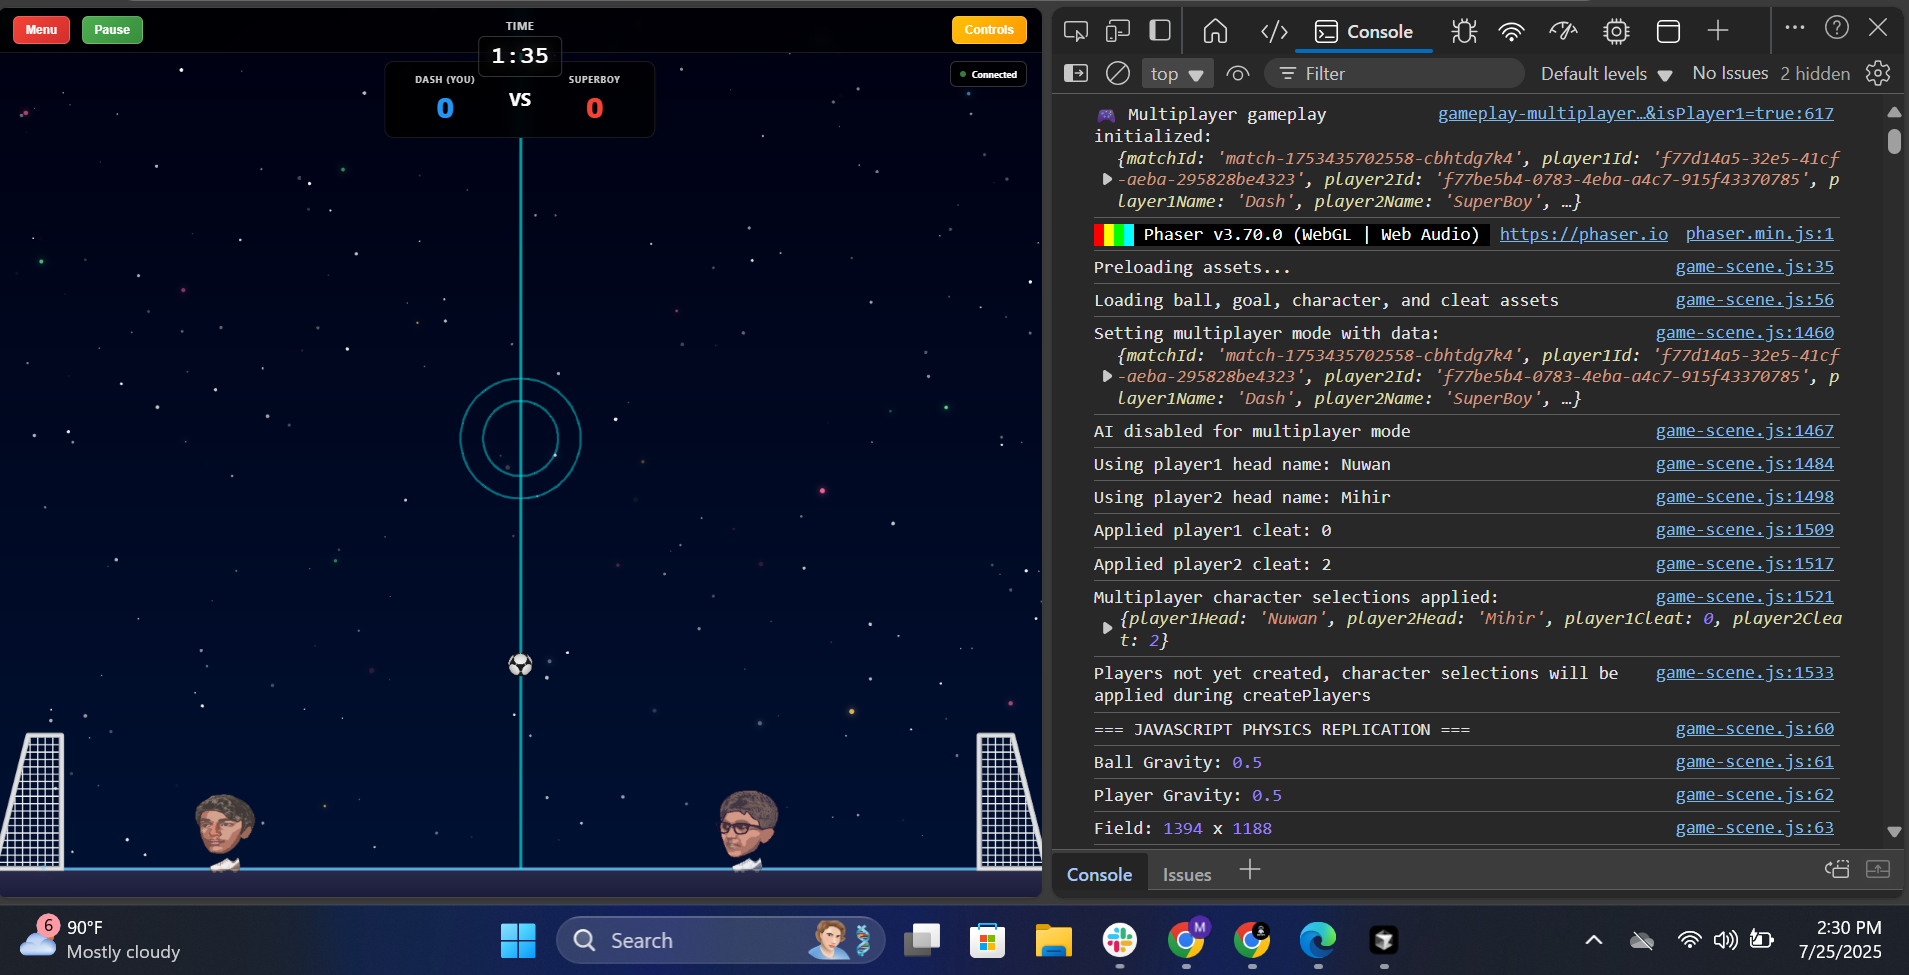 Menu
Pause
TIME
1:35
Controls
DASH (YOU)
0
VS
SUPERBOY
0
Connected
Console
top
Filter
Default levels
No Issues
2 hidden
🎮 Multiplayer gameplay gameplay-multiplayer…&isPlayer1=true:617
initialized:
{matchId: 'match-1753435702558-cbhtdg7k4', player1Id: 'f77d14a5-32e5-41cf
-aeba-295828be4323', player2Id: 'f77be5b4-0783-4eba-a4c7-915f43370785', p
layer1Name: 'Dash', player2Name: 'SuperBoy', …}
Phaser v3.70.0 (WebGL | Web Audio) https://phaser.io phaser.min.js:1
Preloading assets... game-scene.js:35
Loading ball, goal, character, and cleat assets game-scene.js:56
Setting multiplayer mode with data: game-scene.js:1460
{matchId: 'match-1753435702558-cbhtdg7k4', player1Id: 'f77d14a5-32e5-41cf
-aeba-295828be4323', player2Id: 'f77be5b4-0783-4eba-a4c7-915f43370785', p
layer1Name: 'Dash', player2Name: 'SuperBoy', …}
AI disabled for multiplayer mode game-scene.js:1467
Using player1 head name: Nuwan game-scene.js:1484
Using player2 head name: Mihir game-scene.js:1498
Applied player1 cleat: 0 game-scene.js:1509
Applied player2 cleat: 2 game-scene.js:1517
Multiplayer character selections applied: game-scene.js:1521
{player1Head: 'Nuwan', player2Head: 'Mihir', player1Cleat: 0, player2Clea
t: 2}
Players not yet created, character selections will be game-scene.js:1533
applied during createPlayers
=== JAVASCRIPT PHYSICS REPLICATION === game-scene.js:60
Ball Gravity: 0.5 game-scene.js:61
Player Gravity: 0.5 game-scene.js:62
Field: 1394 x 1188 game-scene.js:63
Console
Issues
6
90°F
Mostly cloudy
Search
M
2:30 PM
7/25/2025